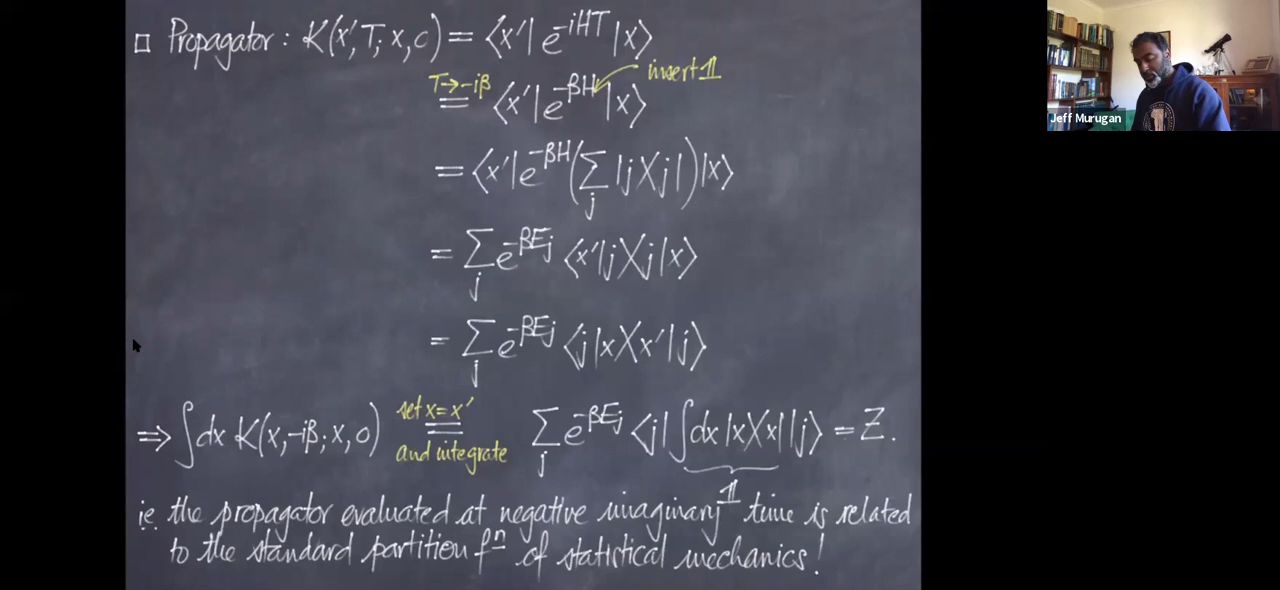 □ Propagator: K(x′,T; x,0) = ⟨x′| e^{-iHT} |x⟩
T→-iβ = ⟨x′| e^{-βH} |x⟩ insert 𝟙
= ⟨x′| e^{-βH} (∑_j |j⟩⟨j|) |x⟩
= ∑_j e^{-βE_j} ⟨x′|j⟩⟨j|x⟩
= ∑_j e^{-βE_j} ⟨j|x⟩⟨x′|j⟩
⇒ ∫dx K(x,-iβ; x,0) set x=x′ = and integrate ∑_j e^{-βE_j} ⟨j| ∫dx |x⟩⟨x| |j⟩ = Z.
𝟙
i.e. the propagator evaluated at negative imaginary time is related
to the standard partition fⁿ of statistical mechanics!
Jeff Murugan